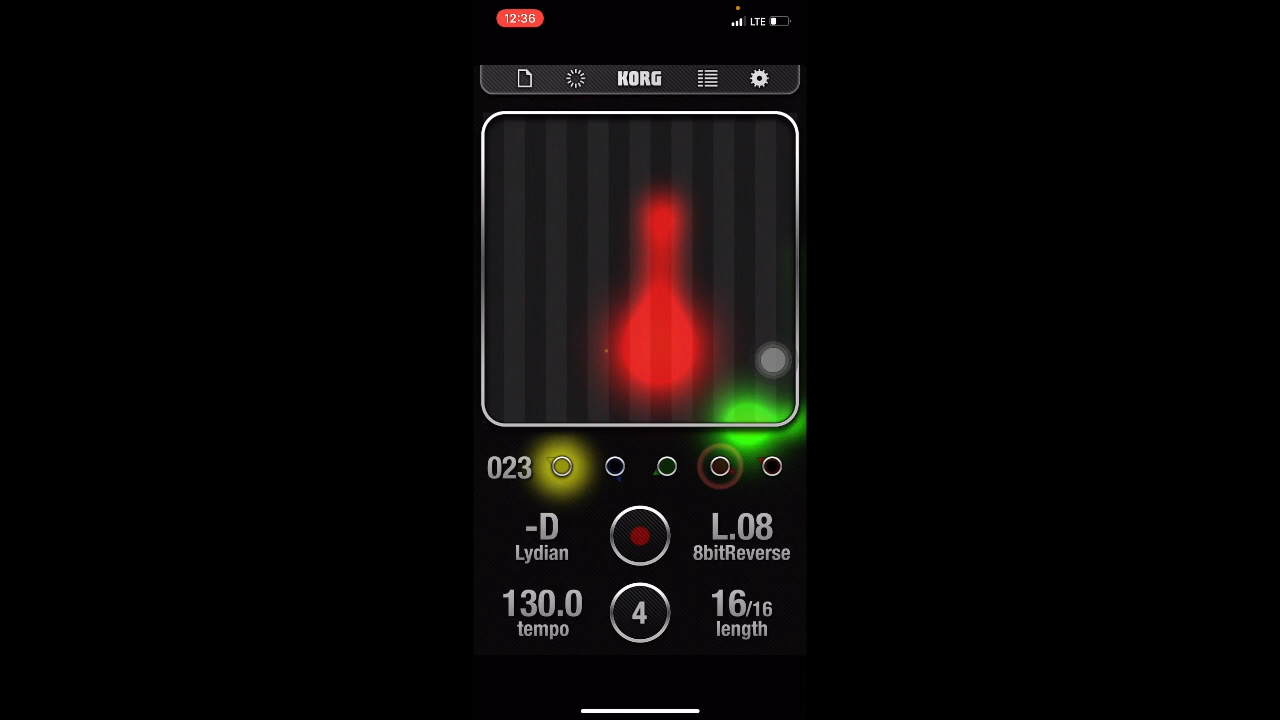 12:36
LTE
KORG
023
-D
Lydian
L.08
8bitReverse
130.0
tempo
4
16/16
length